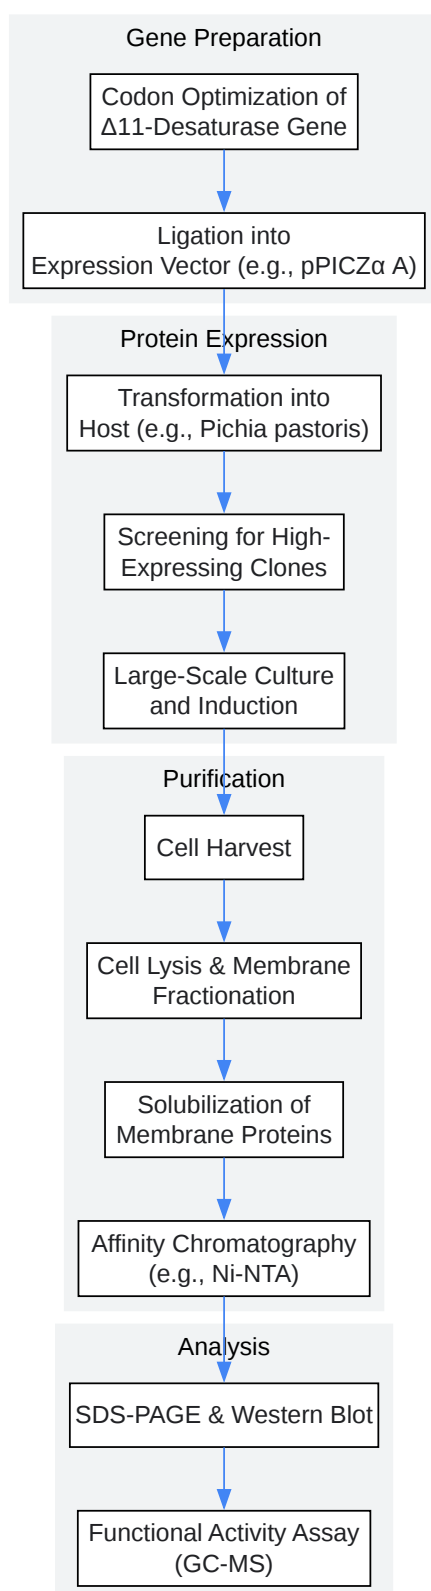 Gene Preparation
Codon Optimization of
Δ11-Desaturase Gene
Ligation into
Expression Vector (e.g., pPICZα A)
Protein Expression
Transformation into
Host (e.g., Pichia pastoris)
Screening for High-
Expressing Clones
Large-Scale Culture
and Induction
Purification
Cell Harvest
Cell Lysis & Membrane
Fractionation
Solubilization of
Membrane Proteins
Affinity Chromatography
(e.g., Ni-NTA)
Analysis
SDS-PAGE & Western Blot
Functional Activity Assay
(GC-MS)